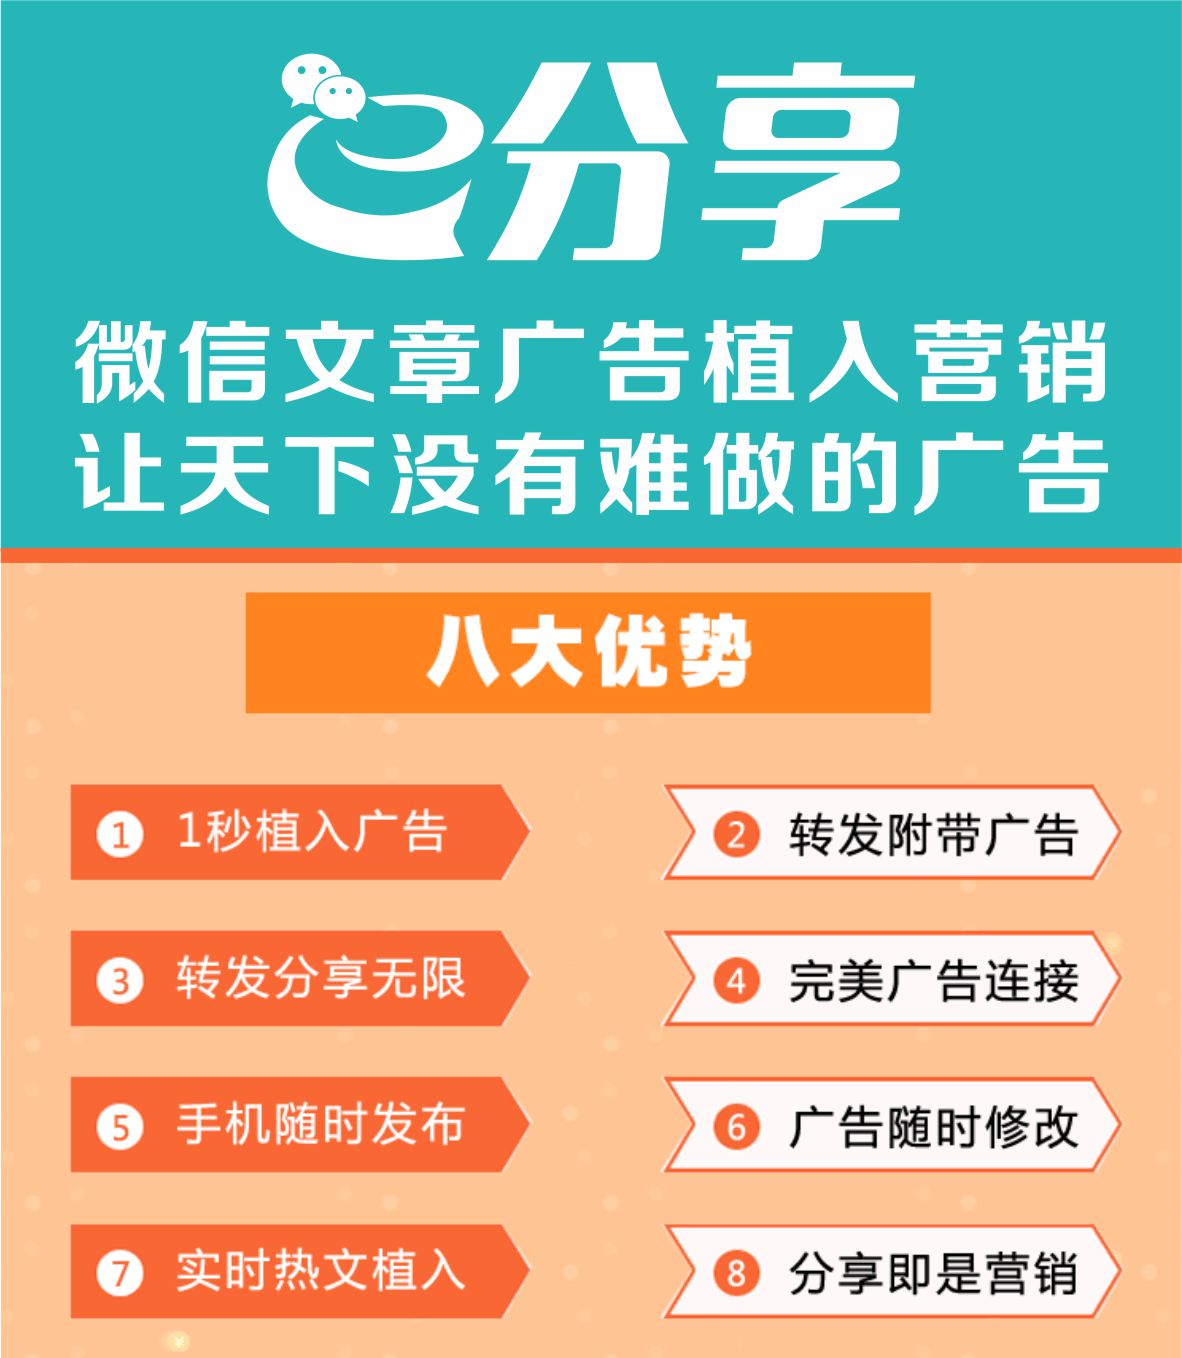 e分享
微信文章广告植入营销
让天下没有难做的广告
八大优势
1 1秒植入广告
2 转发附带广告
3 转发分享无限
4 完美广告连接
5 手机随时发布
6 广告随时修改
7 实时热文植入
8 分享即是营销